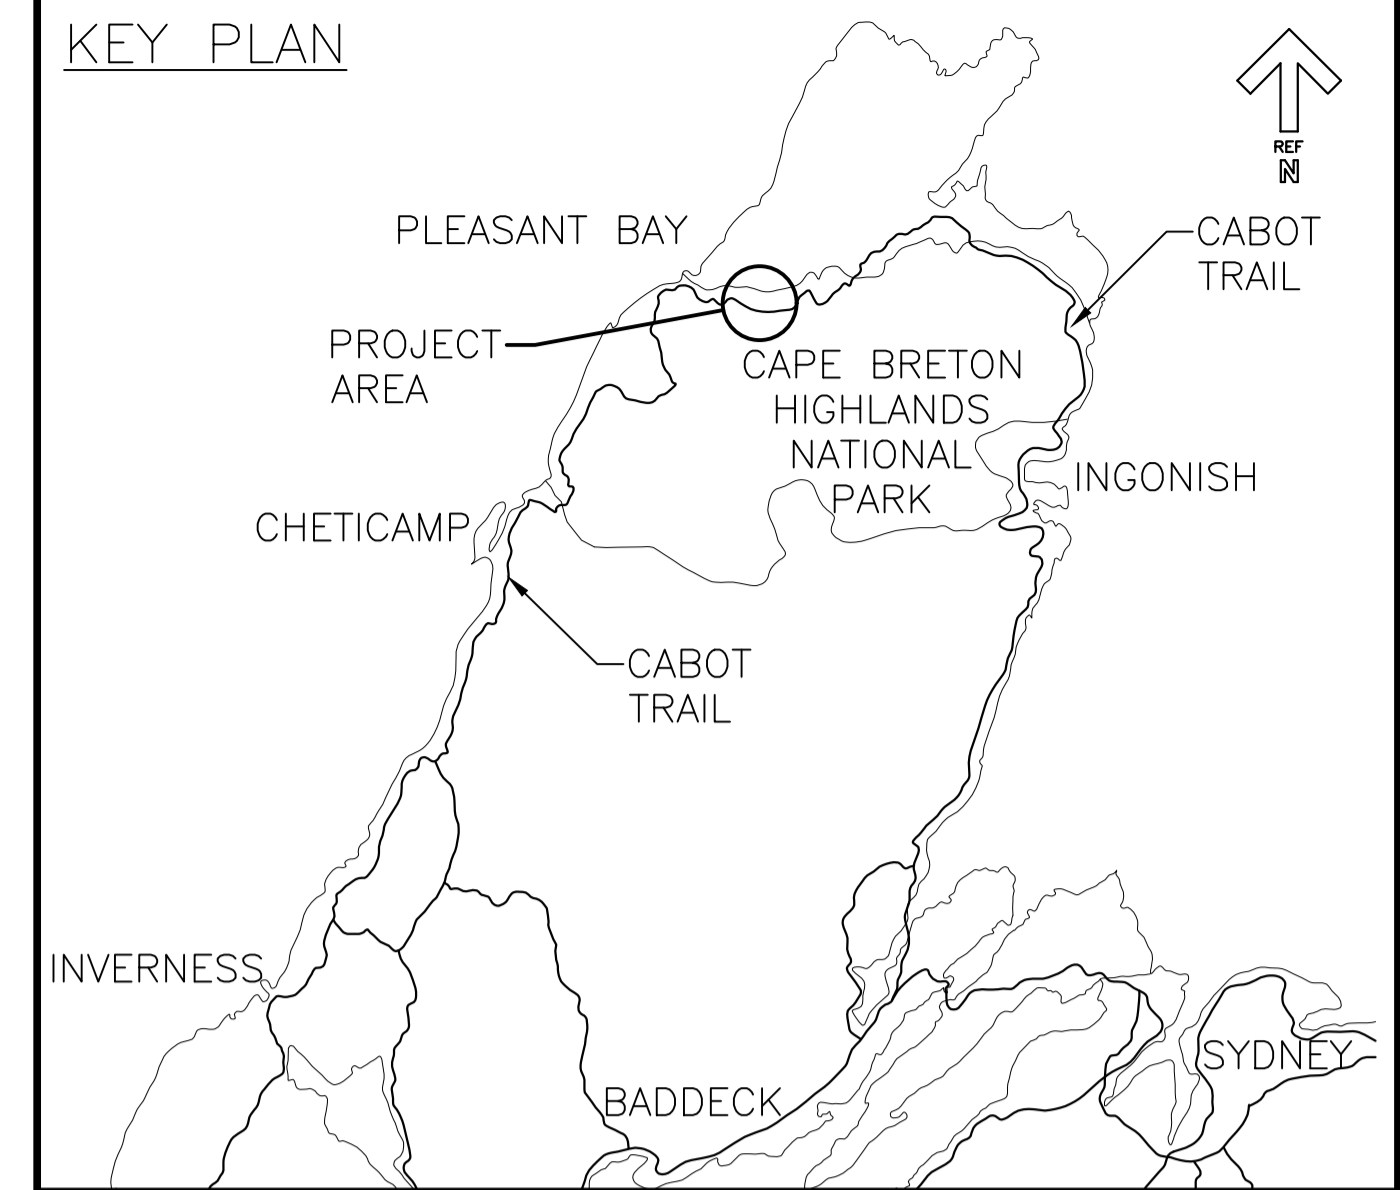 KEY PLAN
REF
N
PLEASANT BAY
CABOT
TRAIL
PROJECT
AREA
CAPE BRETON
HIGHLANDS
NATIONAL
PARK
INGONISH
CHETICAMP
CABOT
TRAIL
INVERNESS
SYDNEY
BADDECK